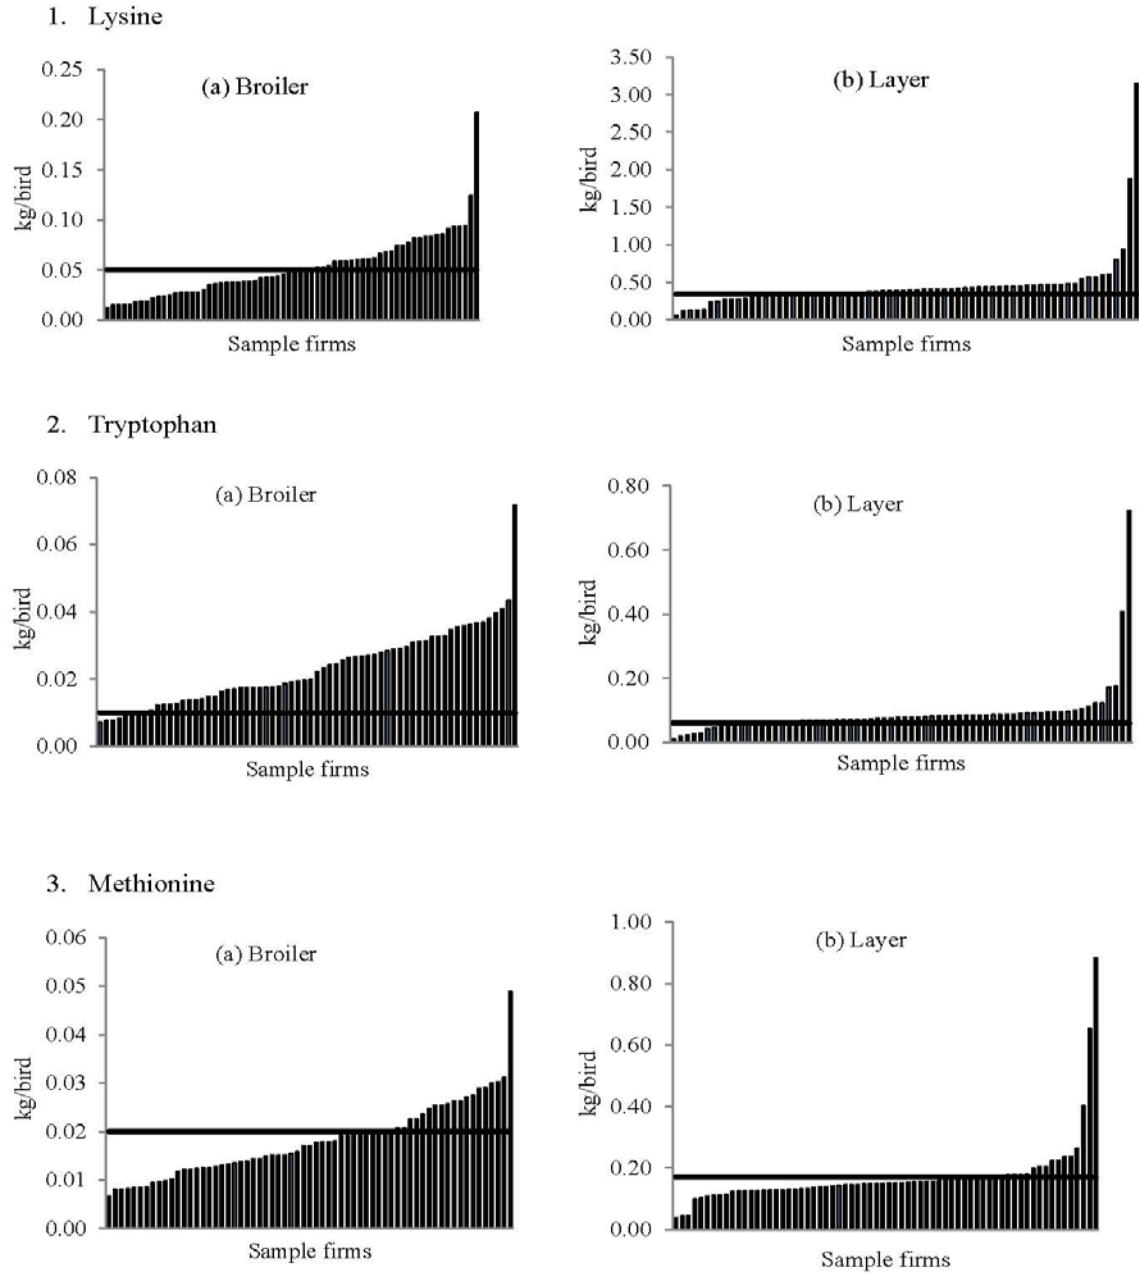 1. Lysine
(a) Broiler
0.25
0.20
0.15
0.10
0.05
0.00
kg/bird
Sample firms
(b) Layer
3.50
3.00
2.50
2.00
1.50
1.00
0.50
0.00
kg/bird
Sample firms
2. Tryptophan
(a) Broiler
0.08
0.06
0.04
0.02
0.00
kg/bird
Sample firms
(b) Layer
0.80
0.60
0.40
0.20
0.00
kg/bird
Sample firms
3. Methionine
(a) Broiler
0.06
0.05
0.04
0.03
0.02
0.01
0.00
kg/bird
Sample firms
(b) Layer
1.00
0.80
0.60
0.40
0.20
0.00
kg/bird
Sample firms